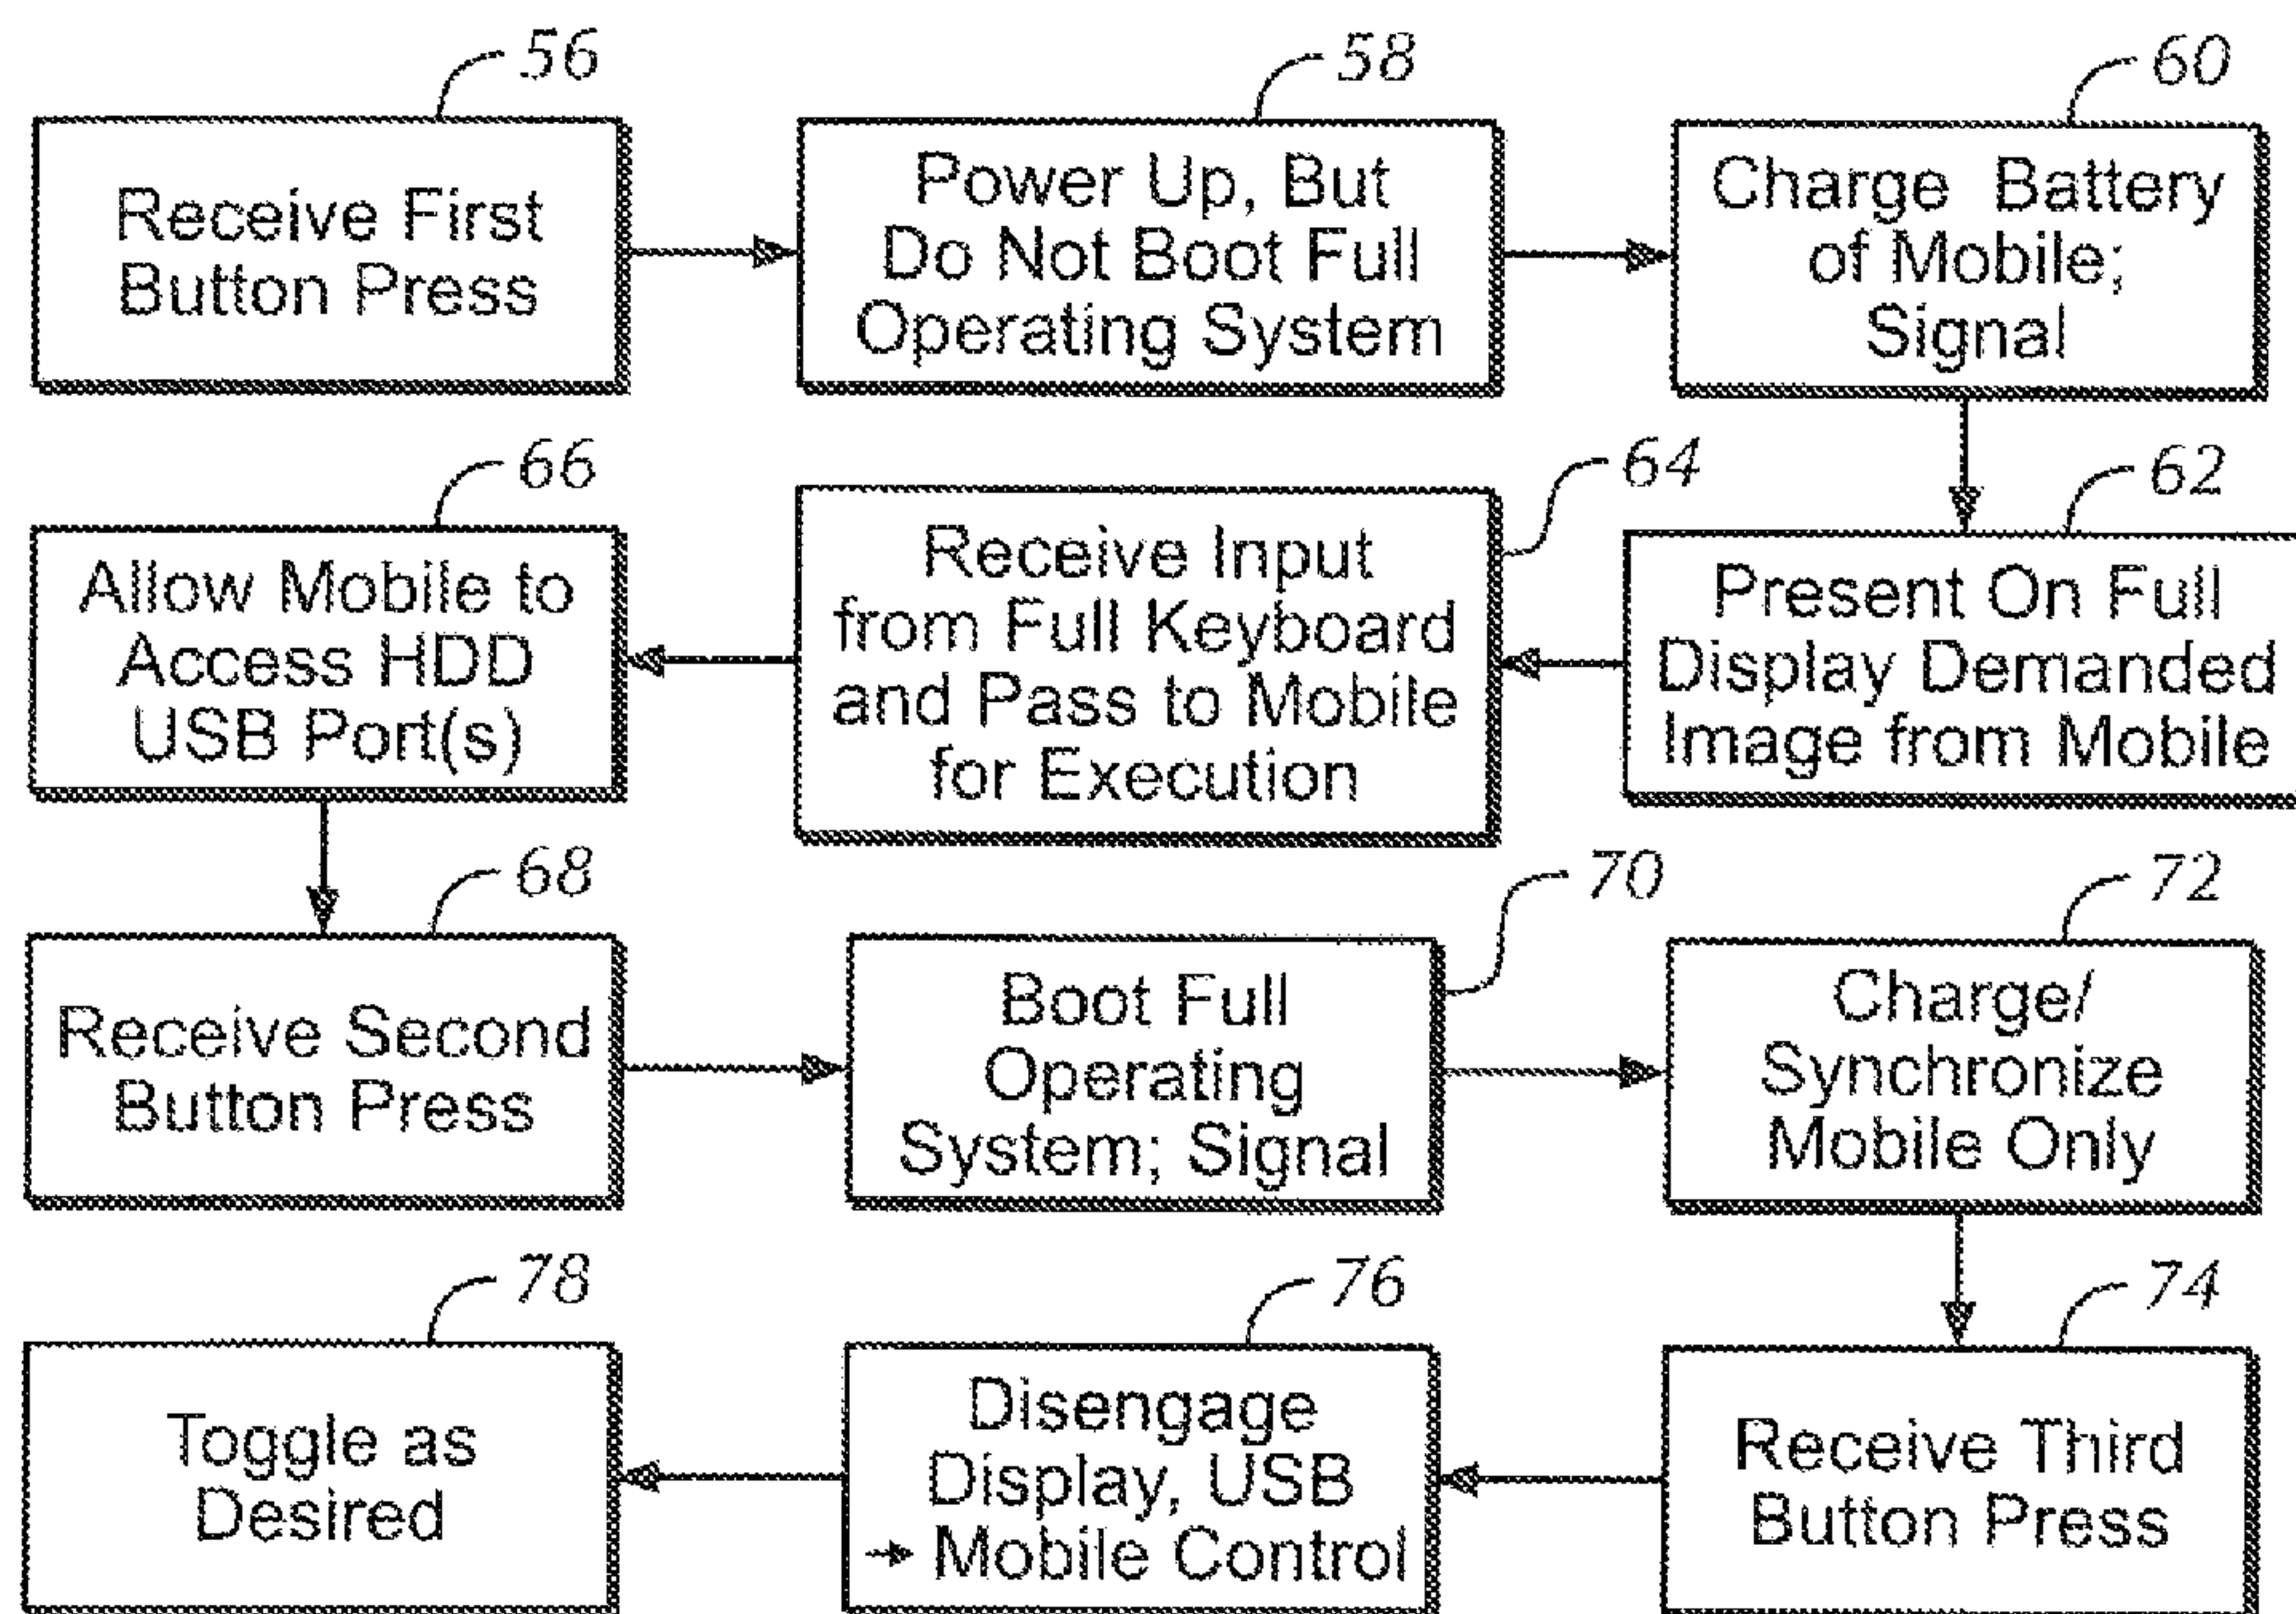 56
Receive First
Button Press
58
Power Up, But
Do Not Boot Full
Operating System
60
Charge Battery
of Mobile;
Signal
62
Present On Full
Display Demanded
Image from Mobile
64
Receive Input
from Full Keyboard
and Pass to Mobile
for Execution
66
Allow Mobile to
Access HDD
USB Port(s)
68
Receive Second
Button Press
70
Boot Full
Operating
System; Signal
72
Charge/
Synchronize
Mobile Only
74
Receive Third
Button Press
76
Disengage
Display, USB
→ Mobile Control
78
Toggle as
Desired